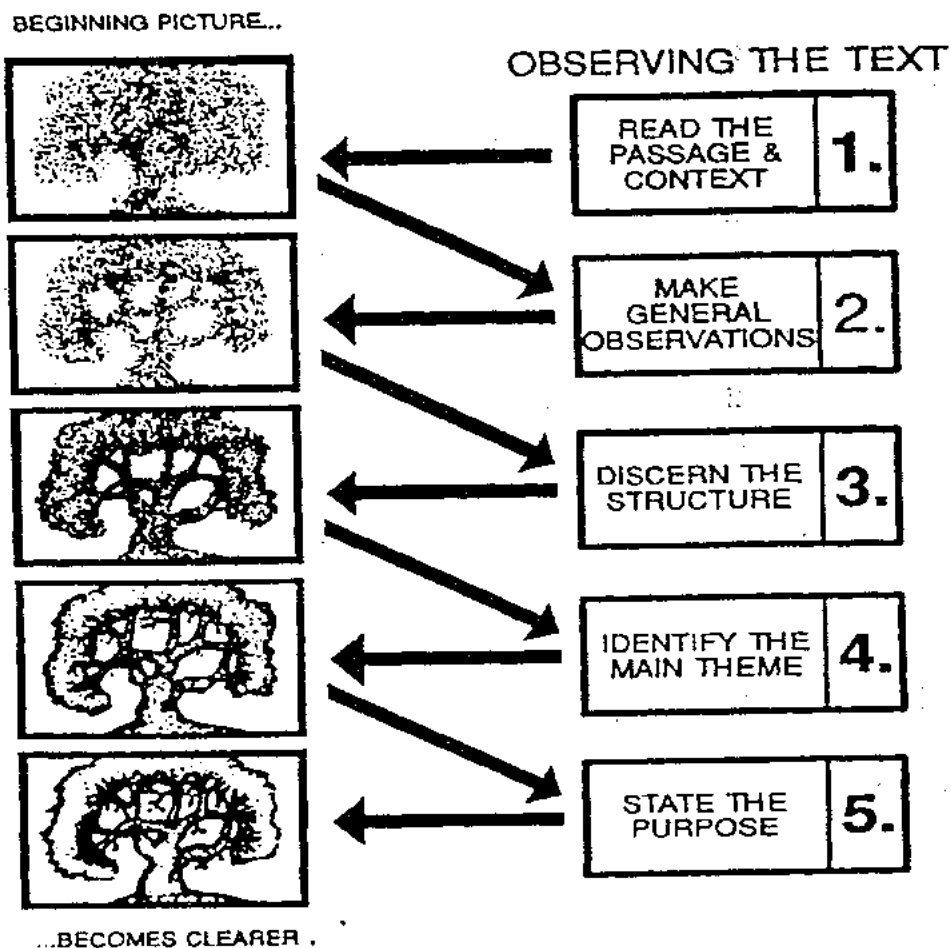 BEGINNING PICTURE...
OBSERVING THE TEXT
READ THE
PASSAGE &
CONTEXT
1.
MAKE
GENERAL
OBSERVATIONS
2.
DISCERN THE
STRUCTURE
3.
IDENTIFY THE
MAIN THEME
4.
STATE THE
PURPOSE
5.
...BECOMES CLEARER .